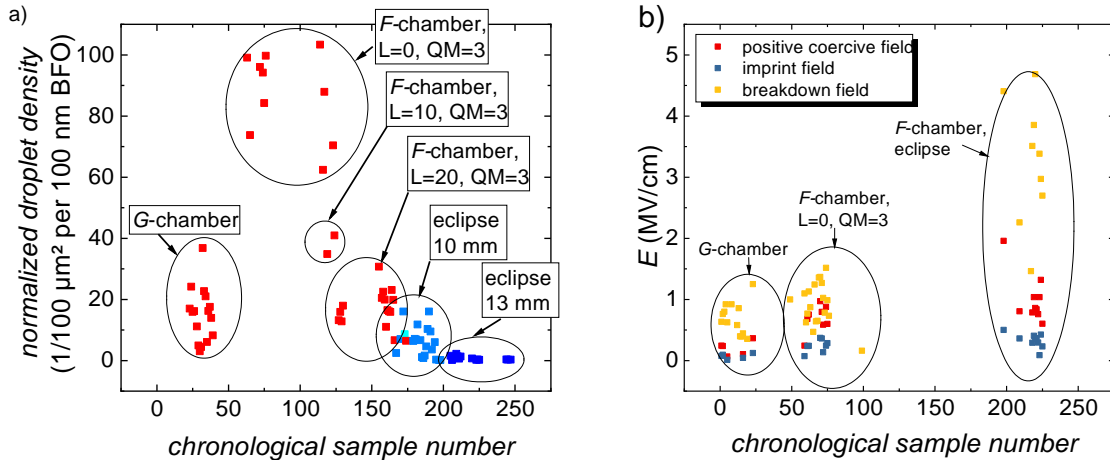 a)
normalized droplet density
(1/100 µm² per 100 nm BFO)
100
80
60
40
20
0
0 50 100 150 200 250
chronological sample number
F-chamber,
L=0, QM=3
F-chamber,
L=10, QM=3
F-chamber,
L=20, QM=3
G-chamber
eclipse
10 mm
eclipse
13 mm
b)
E (MV/cm)
5
4
3
2
1
0
0 50 100 150 200 250
chronological sample number
positive coercive field
imprint field
breakdown field
F-chamber,
eclipse
F-chamber,
L=0, QM=3
G-chamber